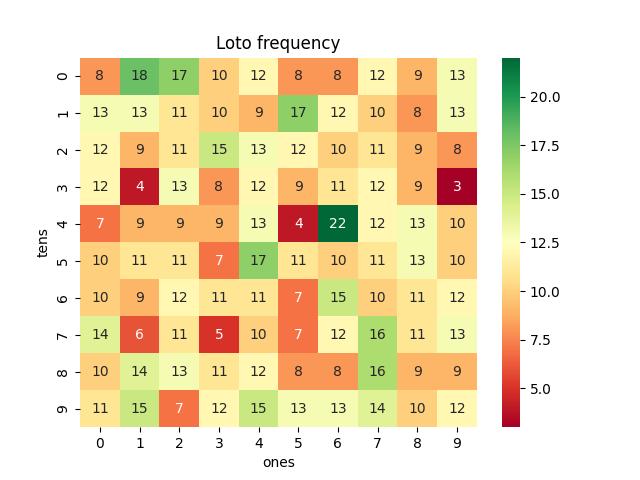 Loto frequency
0 8 18 17 10 12 8 8 12 9 13
1 13 13 11 10 9 17 12 10 8 13
2 12 9 11 15 13 12 10 11 9 8
3 12 4 13 8 12 9 11 12 9 3
4 7 9 9 9 13 4 22 12 13 10
5 10 11 11 7 17 11 10 11 13 10
6 10 9 12 11 11 7 15 10 11 12
7 14 6 11 5 10 7 12 16 11 13
8 10 14 13 11 12 8 8 16 9 9
9 11 15 7 12 15 13 13 14 10 12
0 1 2 3 4 5 6 7 8 9
ones
tens
20.0
17.5
15.0
12.5
10.0
7.5
5.0